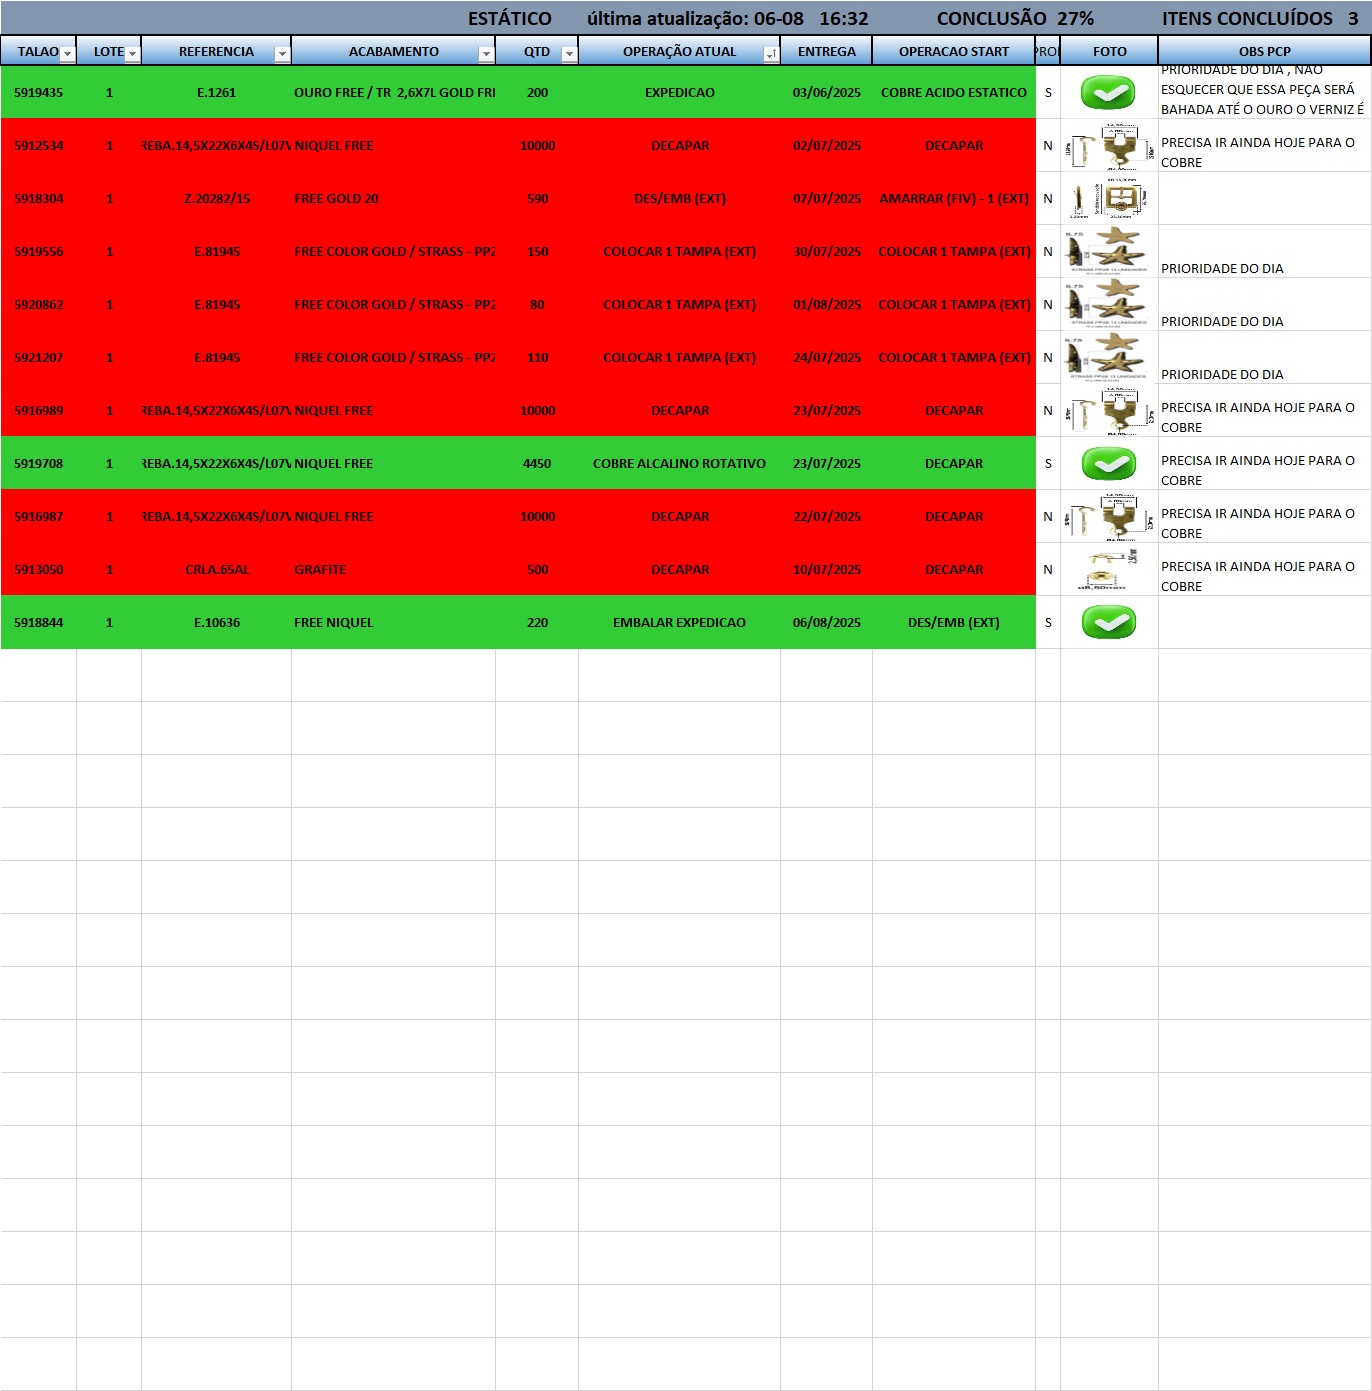 ESTÁTICO última atualização: 06-08 16:32 CONCLUSÃO 27% ITENS CONCLUÍDOS 3
TALAO LOTE REFERENCIA ACABAMENTO QTD OPERAÇÃO ATUAL ENTREGA OPERACAO START PROI FOTO OBS PCP
5919435 1 E.1261 OURO FREE / TR 2,6X7L GOLD FRI 200 EXPEDICAO 03/06/2025 COBRE ACIDO ESTATICO S
PRIORIDADE DO DIA , NÃO
ESQUECER QUE ESSA PEÇA SERÁ
BAHADA ATÉ O OURO O VERNIZ É
5912534 1 REBA.14,5X22X6X4S/L07V NIQUEL FREE 10000 DECAPAR 02/07/2025 DECAPAR N
PRECISA IR AINDA HOJE PARA O
COBRE
5918304 1 Z.20282/15 FREE GOLD 20 590 DES/EMB (EXT) 07/07/2025 AMARRAR (FIV) - 1 (EXT) N
5919556 1 E.81945 FREE COLOR GOLD / STRASS - PP2 150 COLOCAR 1 TAMPA (EXT) 30/07/2025 COLOCAR 1 TAMPA (EXT) N
PRIORIDADE DO DIA
5920862 1 E.81945 FREE COLOR GOLD / STRASS - PP2 80 COLOCAR 1 TAMPA (EXT) 01/08/2025 COLOCAR 1 TAMPA (EXT) N
PRIORIDADE DO DIA
5921207 1 E.81945 FREE COLOR GOLD / STRASS - PP2 110 COLOCAR 1 TAMPA (EXT) 24/07/2025 COLOCAR 1 TAMPA (EXT) N
PRIORIDADE DO DIA
5916989 1 REBA.14,5X22X6X4S/L07V NIQUEL FREE 10000 DECAPAR 23/07/2025 DECAPAR N
PRECISA IR AINDA HOJE PARA O
COBRE
5919708 1 REBA.14,5X22X6X4S/L07V NIQUEL FREE 4450 COBRE ALCALINO ROTATIVO 23/07/2025 DECAPAR S
PRECISA IR AINDA HOJE PARA O
COBRE
5916987 1 REBA.14,5X22X6X4S/L07V NIQUEL FREE 10000 DECAPAR 22/07/2025 DECAPAR N
PRECISA IR AINDA HOJE PARA O
COBRE
5913050 1 CRLA.65AL GRAFITE 500 DECAPAR 10/07/2025 DECAPAR N
PRECISA IR AINDA HOJE PARA O
COBRE
5918844 1 E.10636 FREE NIQUEL 220 EMBALAR EXPEDICAO 06/08/2025 DES/EMB (EXT) S